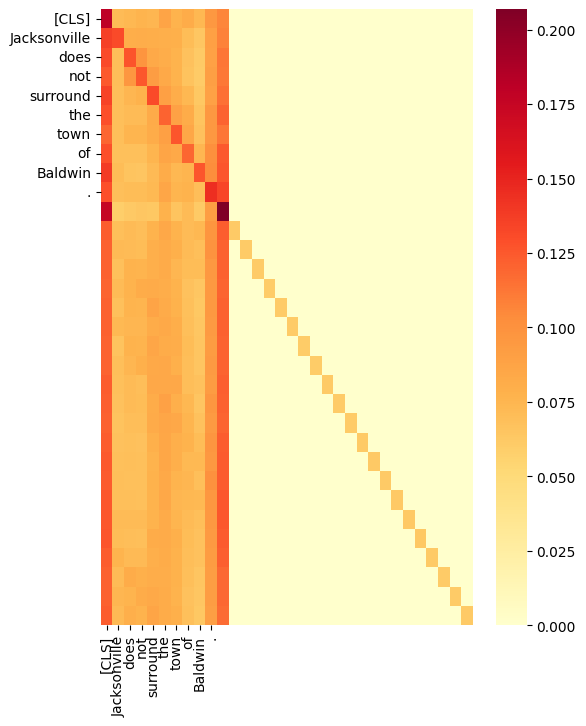 [CLS]
Jacksonville
does
not
surround
the
town
of
Baldwin
.
0.200
0.175
0.150
0.125
0.100
0.075
0.050
0.025
0.000
[CLS]
Jacksonville
does
not
surround
the
town
of
Baldwin
.